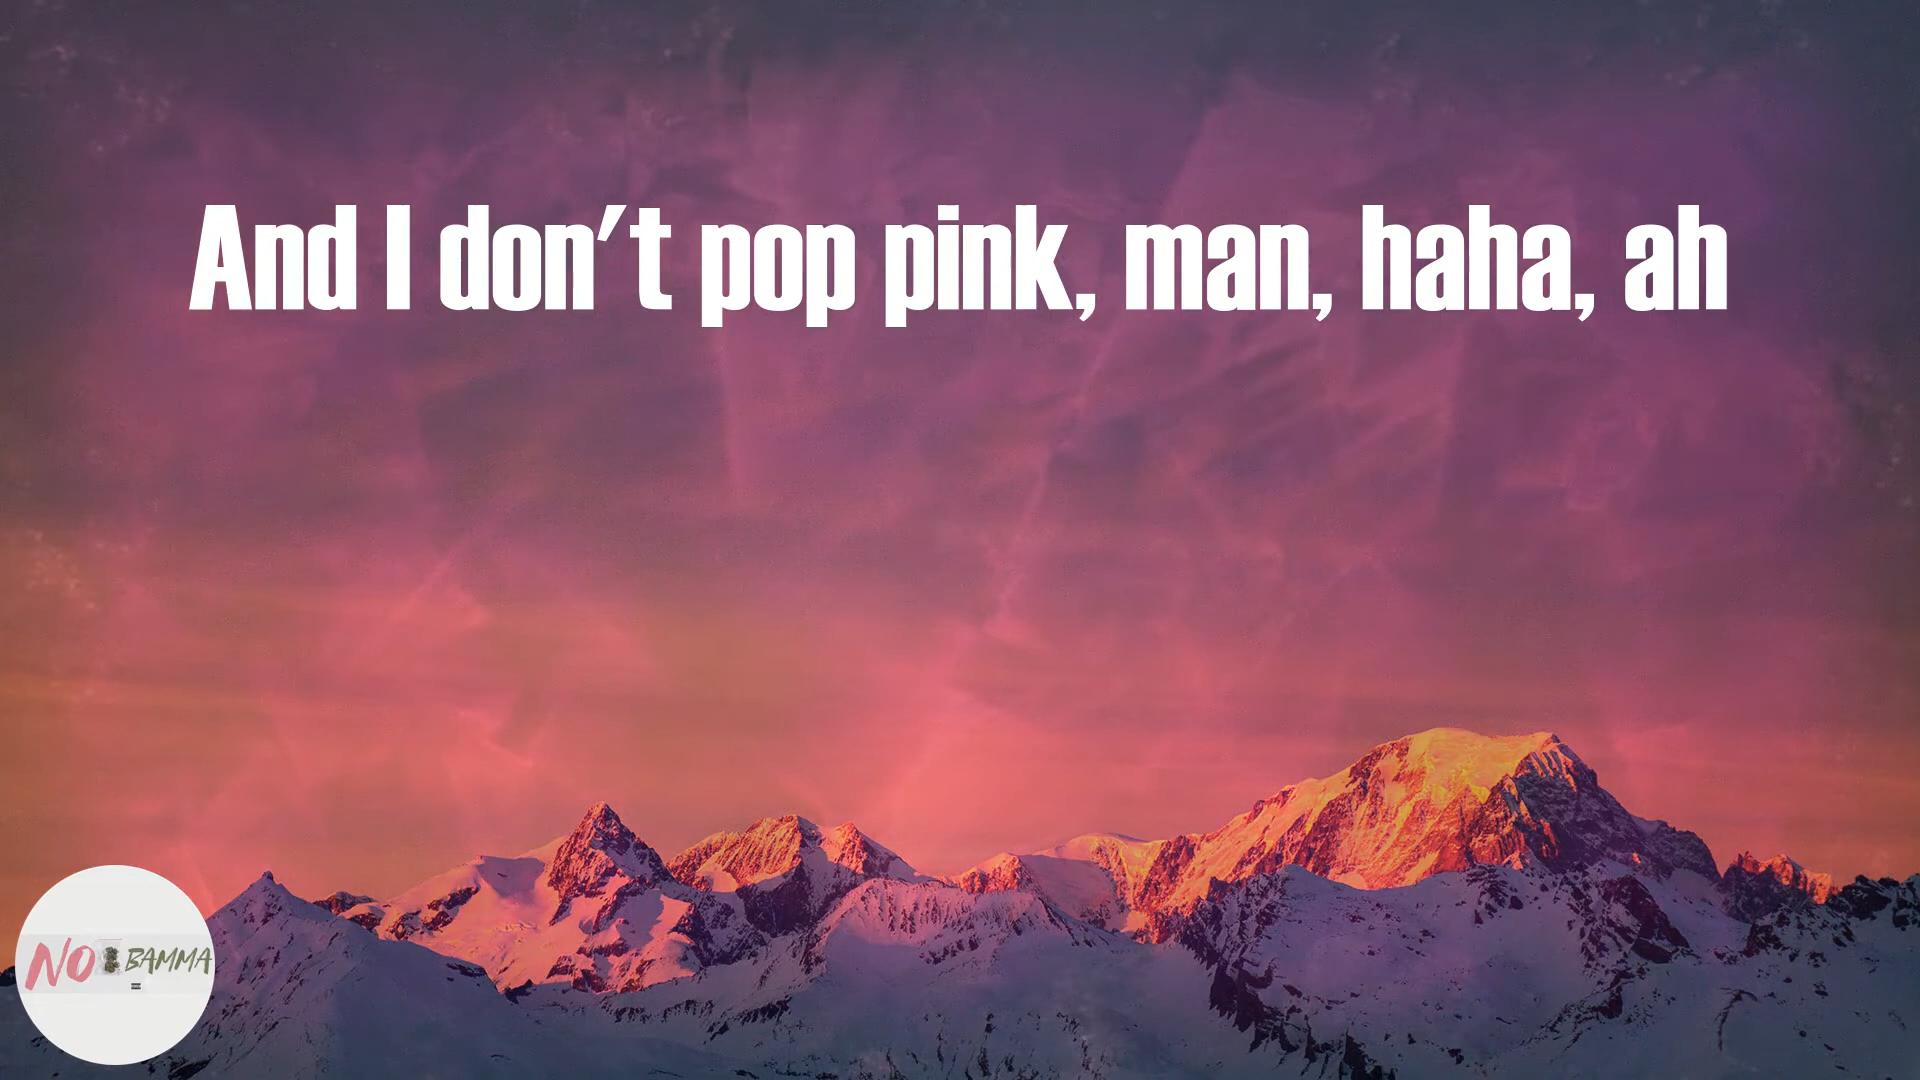 And I don't pop pink, man, haha, ah
NO BAMMA